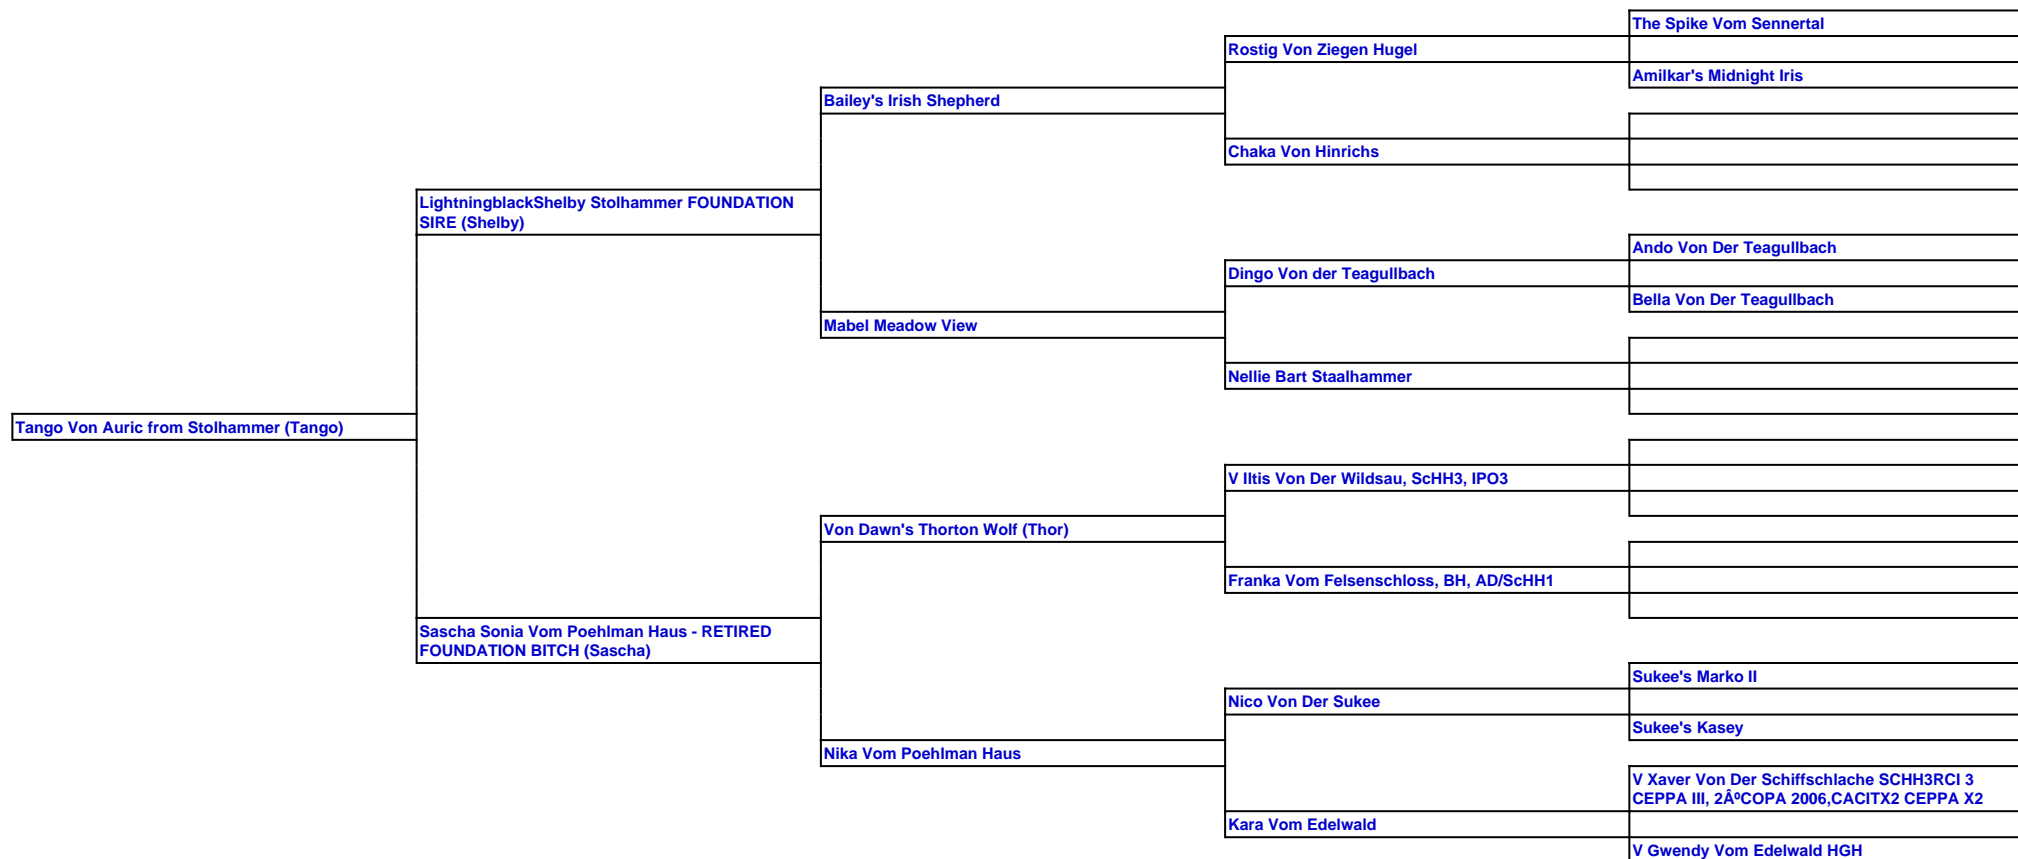 The Spike Vom Sennertal
Rostig Von Ziegen Hugel
Amilkar's Midnight Iris
Bailey's Irish Shepherd
Chaka Von Hinrichs
LightningblackShelby Stolhammer FOUNDATION
SIRE (Shelby)
Ando Von Der Teagullbach
Dingo Von der Teagullbach
Bella Von Der Teagullbach
Mabel Meadow View
Nellie Bart Staalhammer
Tango Von Auric from Stolhammer (Tango)
V Iltis Von Der Wildsau, ScHH3, IPO3
Von Dawn's Thorton Wolf (Thor)
Franka Vom Felsenschloss, BH, AD/ScHH1
Sascha Sonia Vom Poehlman Haus - RETIRED
FOUNDATION BITCH (Sascha)
Sukee's Marko II
Nico Von Der Sukee
Sukee's Kasey
Nika Vom Poehlman Haus
V Xaver Von Der Schiffschlache SCHH3RCI 3
CEPPA III, 2ÂºCOPA 2006,CACITX2 CEPPA X2
Kara Vom Edelwald
V Gwendy Vom Edelwald HGH